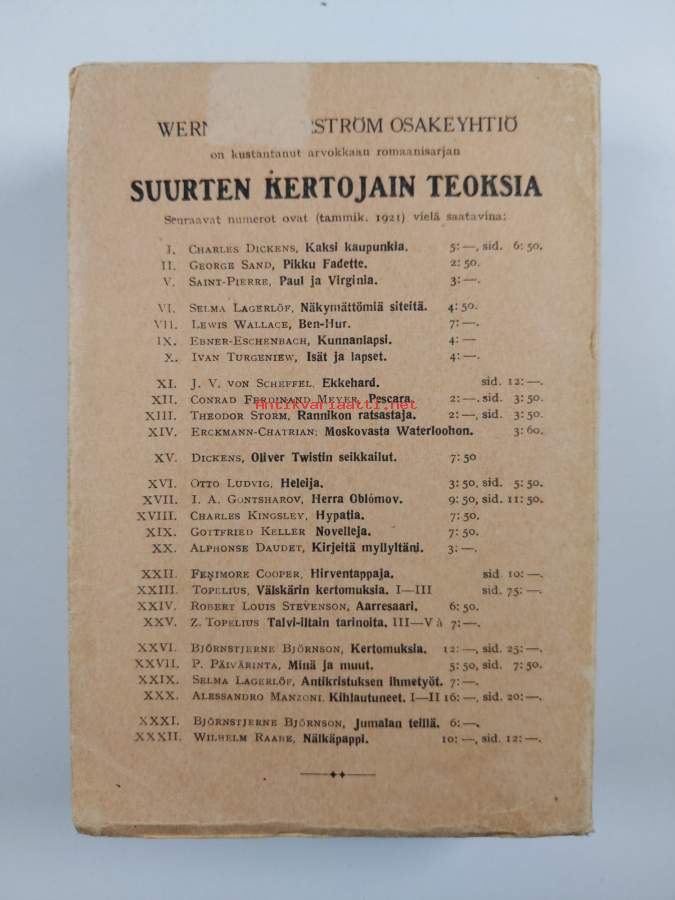 WER STRÖM OSAKEYHTIÖ
on kustantanut arvokkaan romaanisarjan
SUURTEN KERTOJAIN TEOKSIA
Seuraavat numerot ovat (tammik. 1921) vielä saatavina:
I. CHARLES DICKENS, Kaksi kaupunkia. 5: —, sid. 6: 50.
II. GEORGE SAND, Pikku Fadette. 2: 50.
V. SAINT-PIERRE, Paul ja Virginia. 3: —.
VI. SELMA LAGERLÖF, Näkymättömiä siteitä. 4: 50.
VII. LEWIS WALLACE, Ben-Hur. 7: —.
IX. EBNER-ESCHENBACH, Kunnanlapsi. 4: —
X. IVAN TURGENIEW, Isät ja lapset. 4: —.
XI. J. V. VON SCHEFFEL, Ekkehard. sid. 12: —.
XII. CONRAD FERDINAND MEYER, Pescara. 2: —. sid. 3: 50.
Antikvariaatti.net
XIII. THEODOR STORM, Rannikon ratsastaja. 2: —, sid. 3: 50.
XIV. ERCKMANN-CHATRIAN: Moskovasta Waterloohon. 3: 60.
XV. DICKENS, Oliver Twistin seikkailut. 7: 50
XVI. OTTO LUDVIG, Heleija. 3: 50, sid. 5: 50.
XVII. I. A. GONTSHAROV, Herra Oblómov. 9: 50, sid. 11: 50.
XVIII. CHARLES KINGSLEY, Hypatia. 7: 50.
XIX. GOTTFRIED KELLER Novelleja. 7: 50.
XX. ALPHONSE DAUDET, Kirjeitä myllyltäni. 3: —.
XXII. FENIMORE COOPER, Hirventappaja. sid. 10: —.
XXIII. TOPELIUS, Välskärin kertomuksia. I—III sid. 75: —.
XXIV. ROBERT LOUIS STEVENSON, Aarresaari. 6: 50.
XXV. Z. TOPELIUS Talvi-iltain tarinoita. III—V à 7: —.
XXVI. BJÖRNSTJERNE BJÖRNSON, Kertomuksia. 12: —, sid. 25: —.
XXVII. P. PÄIVÄRINTA, Minä ja muut. 5: 50, sid. 7: 50.
XXIX. SELMA LAGERLÖF, Antikristuksen ihmetyöt. 7: —.
XXX. ALESSANDRO MANZONI, Kihlautuneet. I—II 16: —, sid. 20: —.
XXXI. BJÖRNSTJERNE BJÖRNSON, Jumalan teillä. 6: —.
XXXII. WILHELM RAABE, Nälkäpappi. 10: —, sid. 12: —.